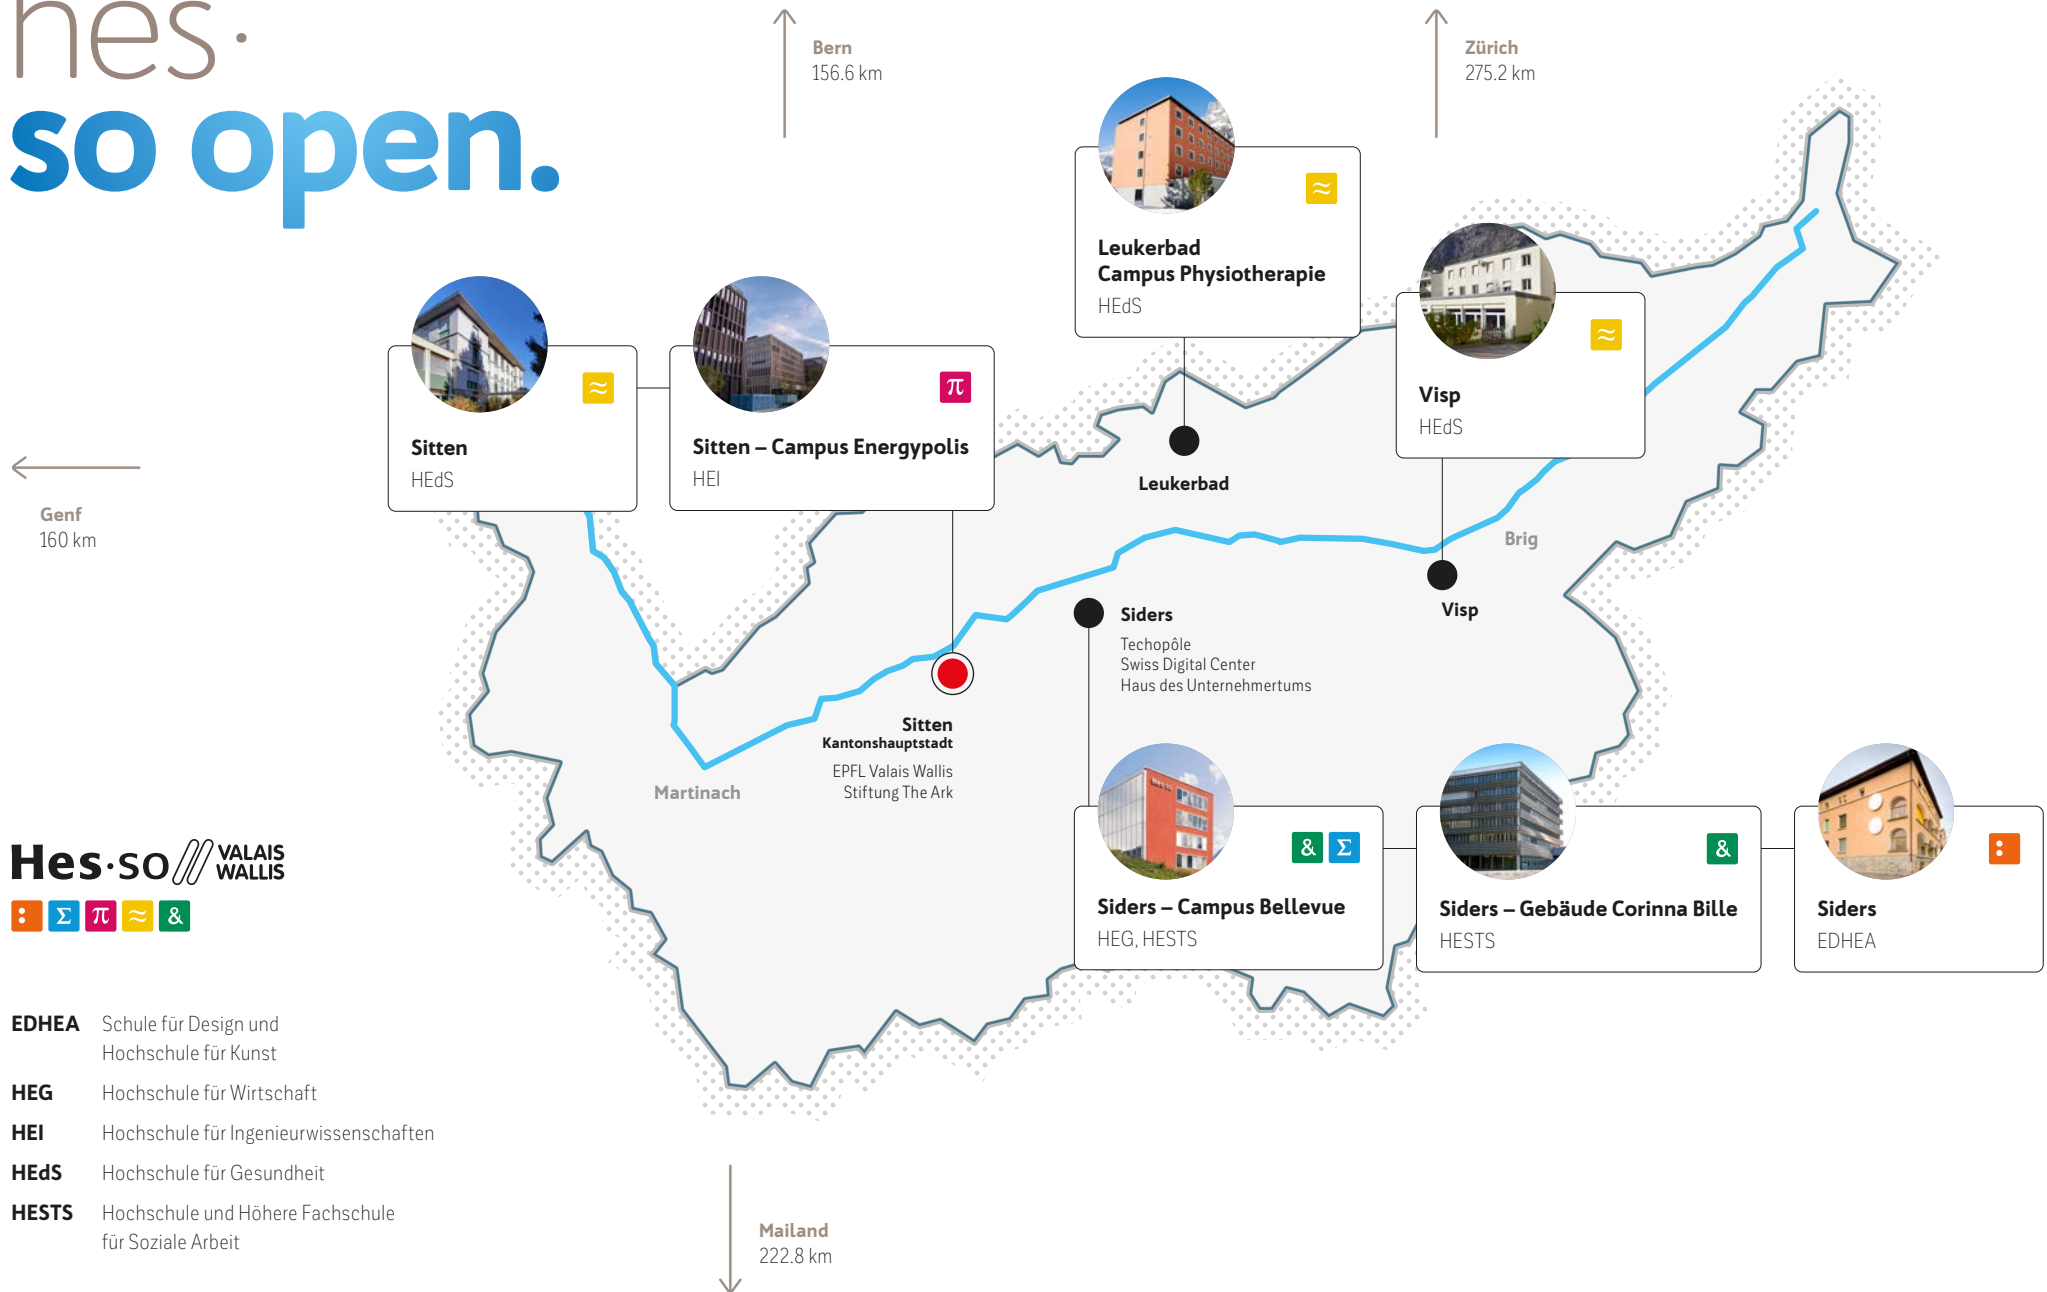 hes·
so open.
Bern
156.6 km
Zürich
275.2 km
Genf
160 km
Leukerbad
Campus Physiotherapie
HEdS
≈
Visp
HEdS
≈
Sitten
HEdS
≈
Sitten – Campus Energypolis
HEI
π
Leukerbad
Brig
Visp
Siders
Techopôle
Swiss Digital Center
Haus des Unternehmertums
Sitten
Kantonshauptstadt
EPFL Valais Wallis
Stiftung The Ark
Martinach
& Σ
Siders – Campus Bellevue
HEG, HESTS
&
Siders – Gebäude Corinna Bille
HESTS
:
Siders
EDHEA
Hes·so VALAIS
WALLIS
: Σ π ≈ &
EDHEA Schule für Design und
Hochschule für Kunst
HEG Hochschule für Wirtschaft
HEI Hochschule für Ingenieurwissenschaften
HEdS Hochschule für Gesundheit
HESTS Hochschule und Höhere Fachschule
für Soziale Arbeit
Mailand
222.8 km